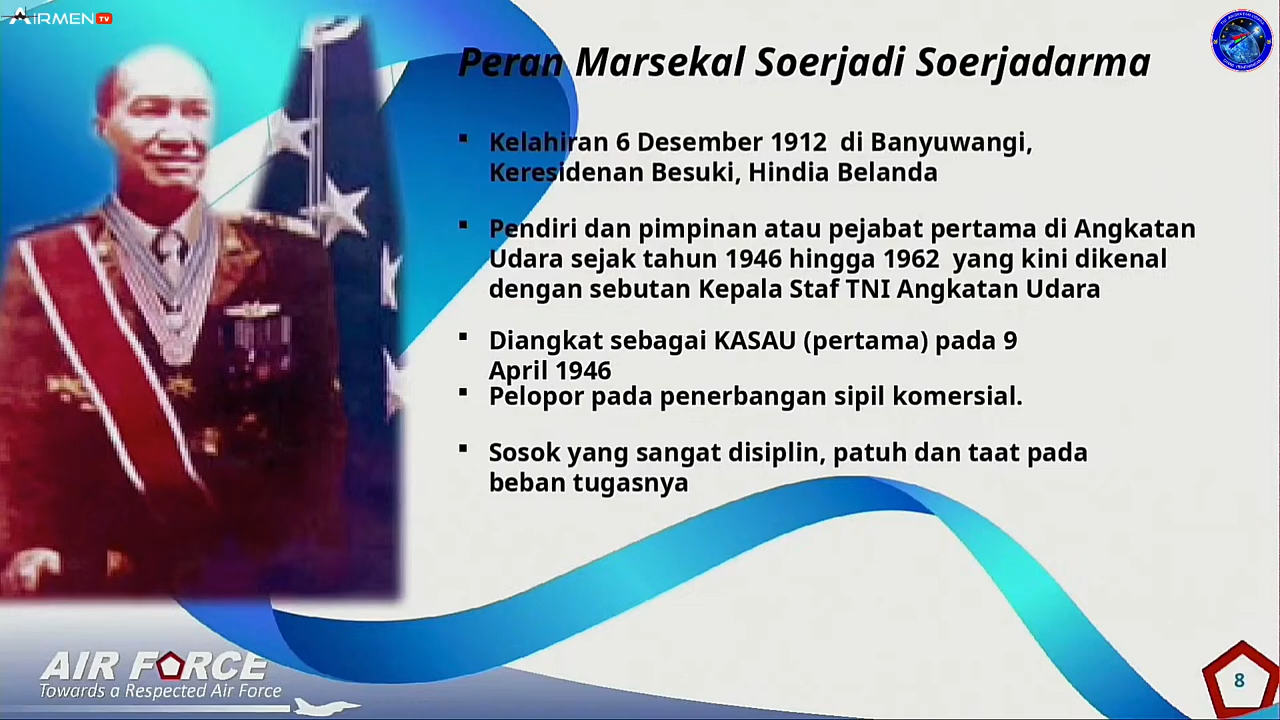 AIRMEN TV
Peran Marsekal Soerjadi Soerjadarma
Kelahiran 6 Desember 1912 di Banyuwangi,
Keresidenan Besuki, Hindia Belanda
Pendiri dan pimpinan atau pejabat pertama di Angkatan
Udara sejak tahun 1946 hingga 1962 yang kini dikenal
dengan sebutan Kepala Staf TNI Angkatan Udara
Diangkat sebagai KASAU (pertama) pada 9
April 1946
Pelopor pada penerbangan sipil komersial.
Sosok yang sangat disiplin, patuh dan taat pada
beban tugasnya
AIR FORCE
Towards a Respected Air Force
8